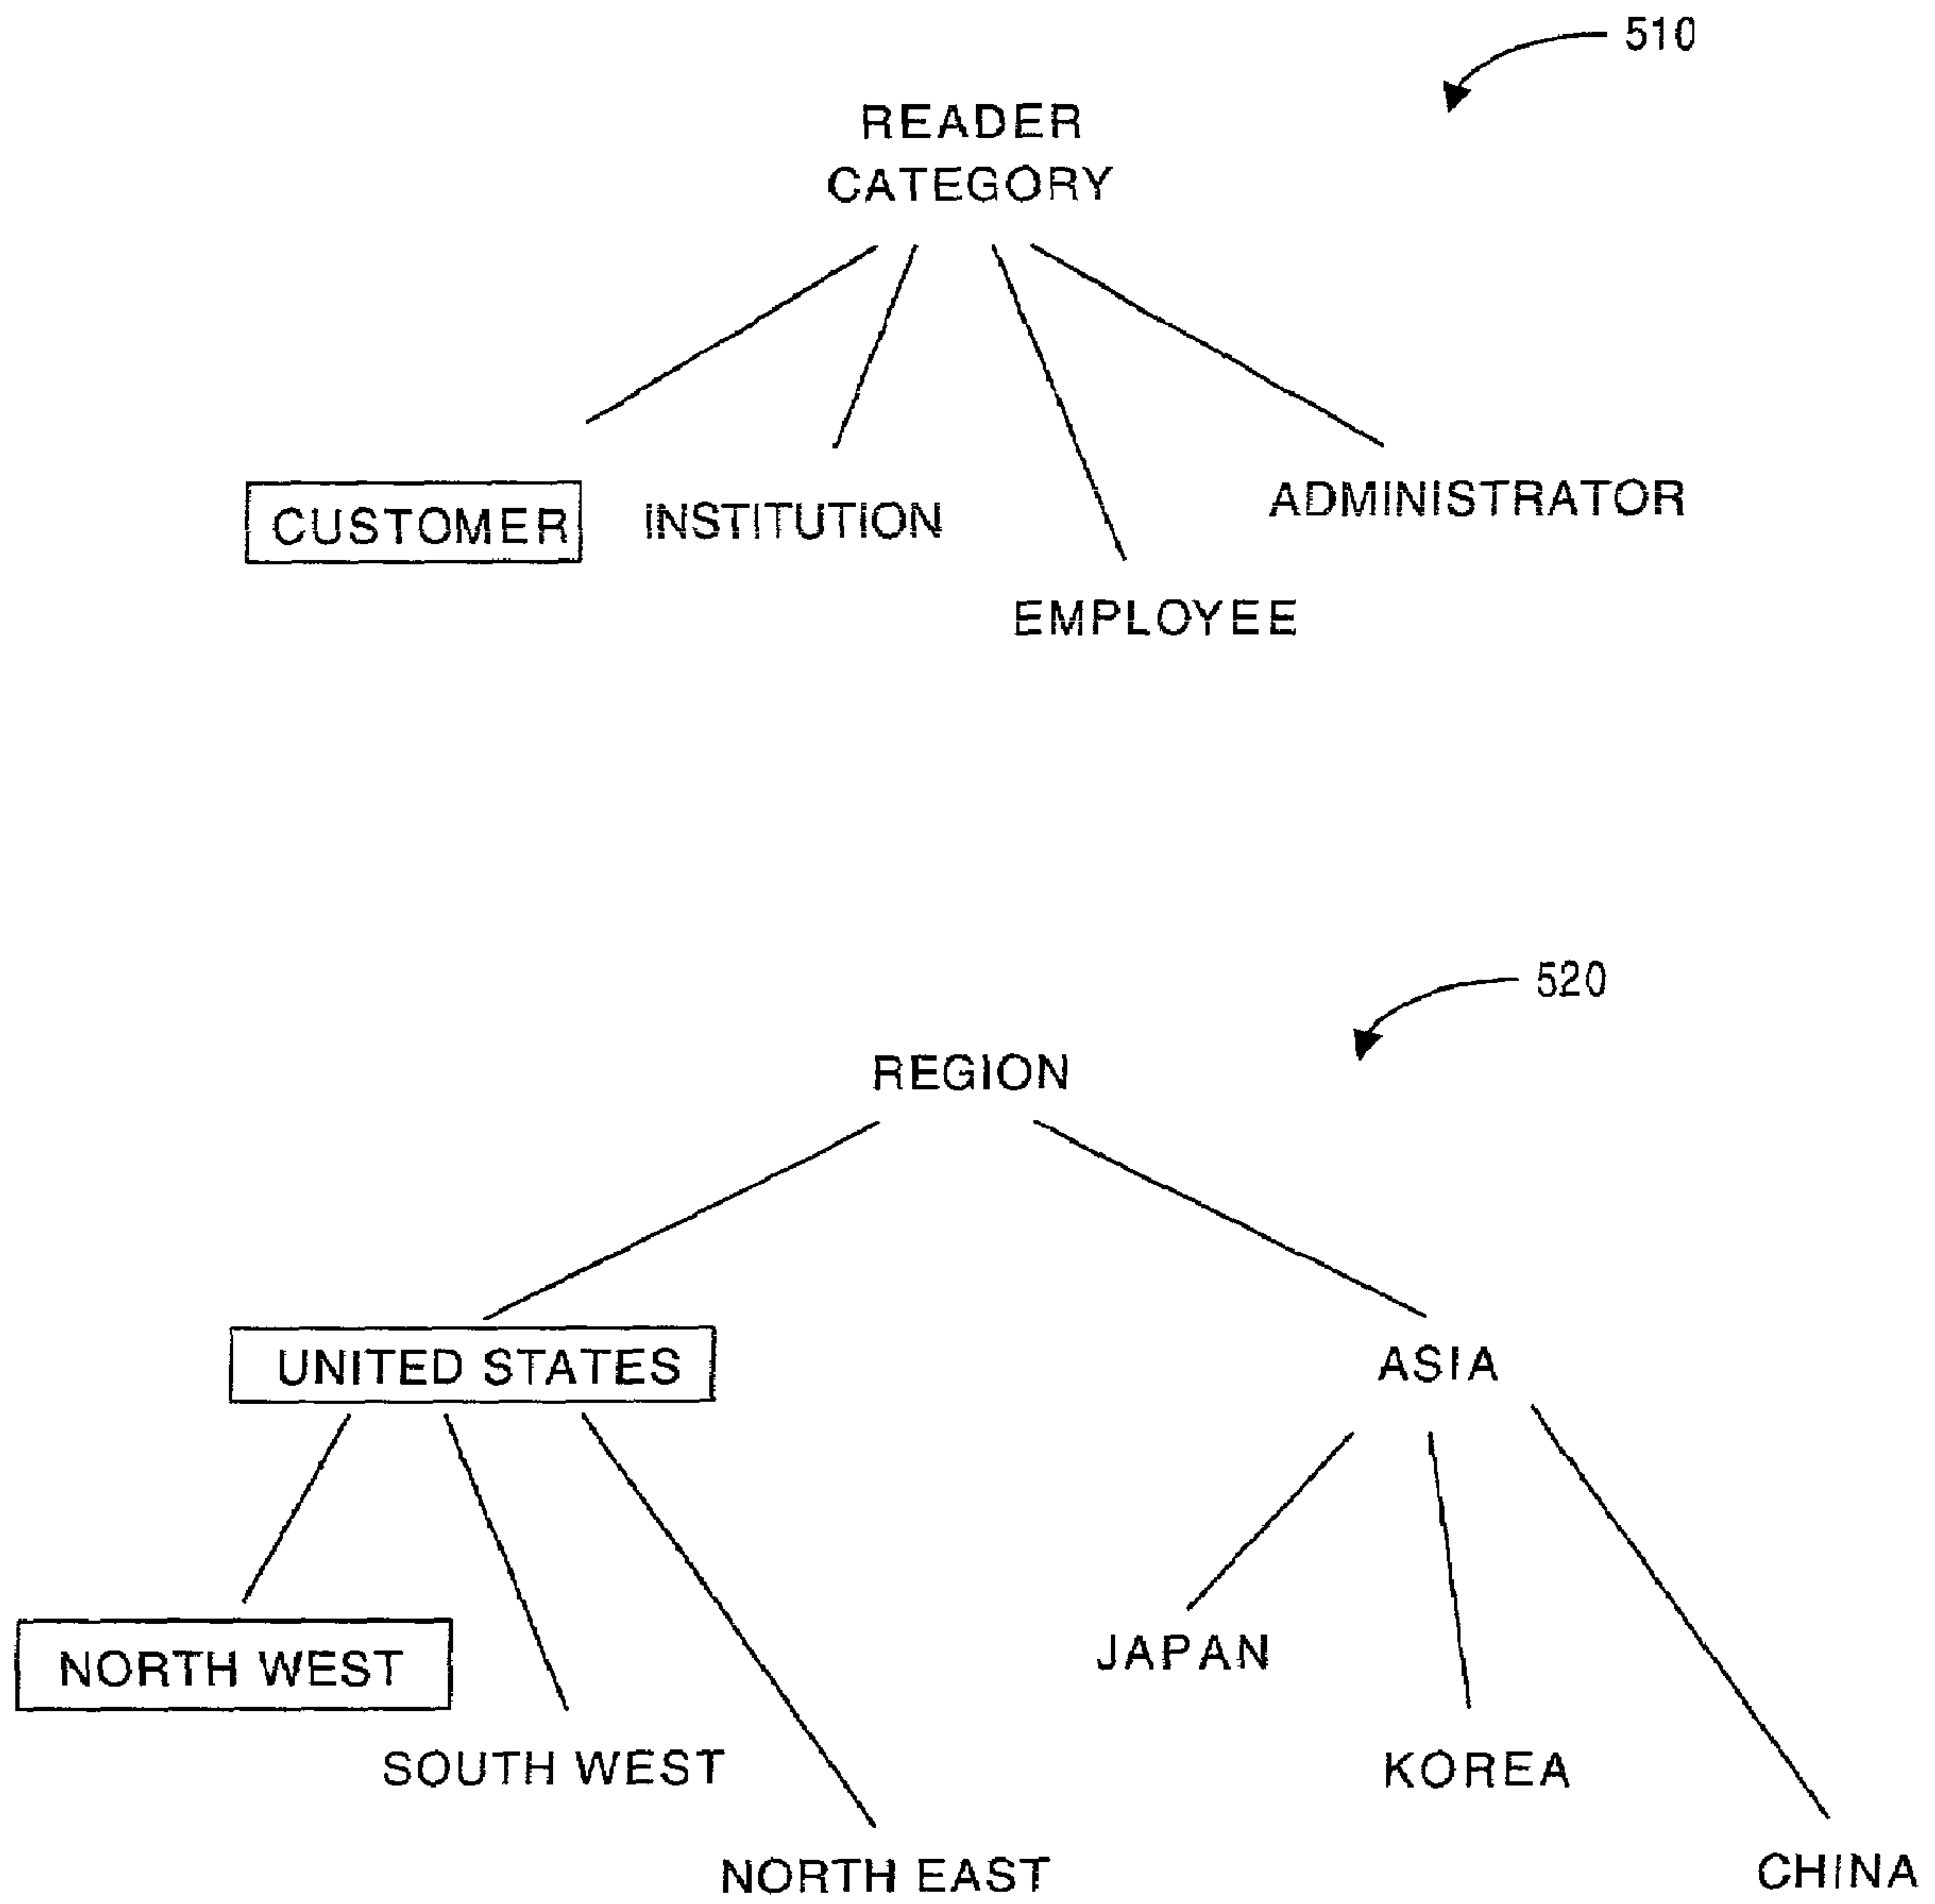 510
READER
CATEGORY
CUSTOMER
INSTITUTION
ADMINISTRATOR
EMPLOYEE
520
REGION
UNITED STATES
ASIA
NORTH WEST
JAPAN
SOUTH WEST
KOREA
NORTH EAST
CHINA